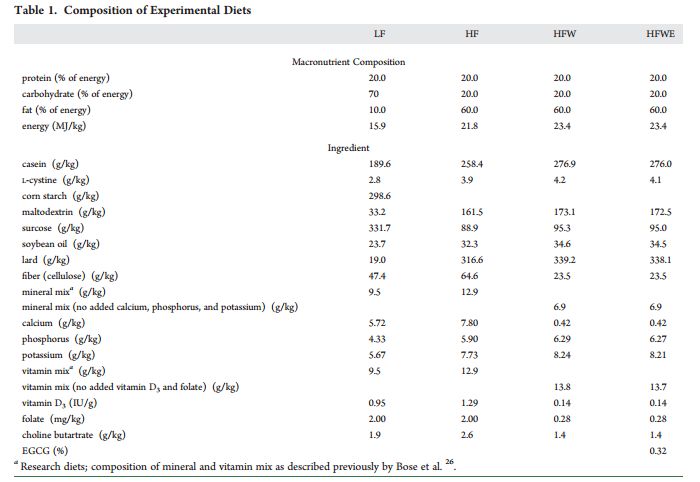 Table 1. Composition of Experimental Diets
LF HF HFW HFWE
Macronutrient Composition
protein (% of energy) 20.0 20.0 20.0 20.0
carbohydrate (% of energy) 70 20.0 20.0 20.0
fat (% of energy) 10.0 60.0 60.0 60.0
energy (MJ/kg) 15.9 21.8 23.4 23.4
Ingredient
casein (g/kg) 189.6 258.4 276.9 276.0
L-cystine (g/kg) 2.8 3.9 4.2 4.1
corn starch (g/kg) 298.6
maltodextrin (g/kg) 33.2 161.5 173.1 172.5
surcose (g/kg) 331.7 88.9 95.3 95.0
soybean oil (g/kg) 23.7 32.3 34.6 34.5
lard (g/kg) 19.0 316.6 339.2 338.1
fiber (cellulose) (g/kg) 47.4 64.6 23.5 23.5
mineral mixᵃ (g/kg) 9.5 12.9
mineral mix (no added calcium, phosphorus, and potassium) (g/kg) 6.9 6.9
calcium (g/kg) 5.72 7.80 0.42 0.42
phosphorus (g/kg) 4.33 5.90 6.29 6.27
potassium (g/kg) 5.67 7.73 8.24 8.21
vitamin mixᵃ (g/kg) 9.5 12.9
vitamin mix (no added vitamin D₃ and folate) (g/kg) 13.8 13.7
vitamin D₃ (IU/g) 0.95 1.29 0.14 0.14
folate (mg/kg) 2.00 2.00 0.28 0.28
choline butartrate (g/kg) 1.9 2.6 1.4 1.4
EGCG (%) 0.32
ᵃ Research diets; composition of mineral and vitamin mix as described previously by Bose et al. ²⁶.